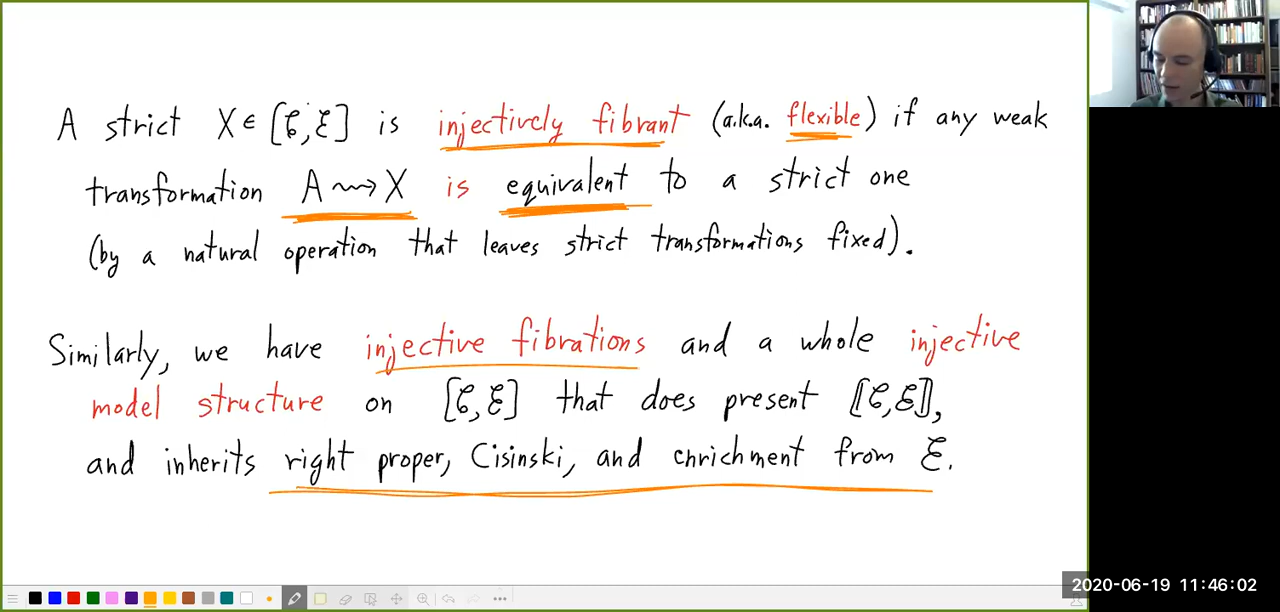 A strict X ∈ [𝒞,ℰ] is injectively fibrant (a.k.a. flexible) if any weak
transformation A ⇝ X is equivalent to a strict one
(by a natural operation that leaves strict transformations fixed).
Similarly, we have injective fibrations and a whole injective
model structure on [𝒞,ℰ] that does present ⟦𝒞,ℰ⟧,
and inherits right proper, Cisinski, and enrichment from ℰ.
2020-06-19 11:46:02